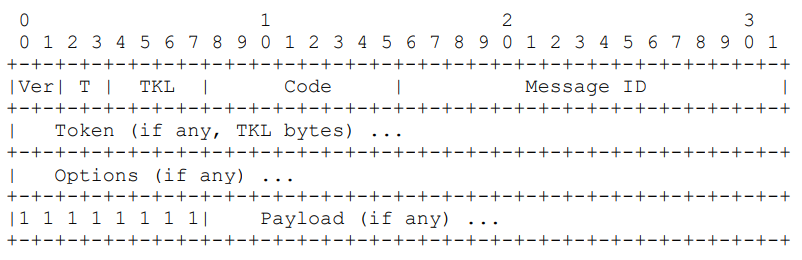 0                   1                   2                   3
 0 1 2 3 4 5 6 7 8 9 0 1 2 3 4 5 6 7 8 9 0 1 2 3 4 5 6 7 8 9 0 1
+-+-+-+-+-+-+-+-+-+-+-+-+-+-+-+-+-+-+-+-+-+-+-+-+-+-+-+-+-+-+-+-+
|Ver| T |  TKL  |      Code     |          Message ID           |
+-+-+-+-+-+-+-+-+-+-+-+-+-+-+-+-+-+-+-+-+-+-+-+-+-+-+-+-+-+-+-+-+
|   Token (if any, TKL bytes) ...
+-+-+-+-+-+-+-+-+-+-+-+-+-+-+-+-+-+-+-+-+-+-+-+-+-+-+-+-+-+-+-+-+
|   Options (if any) ...
+-+-+-+-+-+-+-+-+-+-+-+-+-+-+-+-+-+-+-+-+-+-+-+-+-+-+-+-+-+-+-+-+
|1 1 1 1 1 1 1 1|    Payload (if any) ...
+-+-+-+-+-+-+-+-+-+-+-+-+-+-+-+-+-+-+-+-+-+-+-+-+-+-+-+-+-+-+-+-+